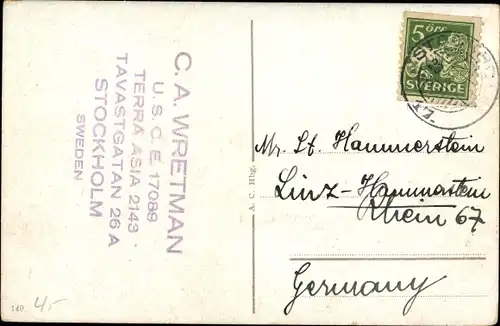 C. A. WRETMAN
U. S. C. E. 17089
TERRA ASIA 2143 ·
TAVASTGATAN 26 A
STOCKHOLM
SWEDEN
5 ÖRE
SVERIGE
Mr. St. Hammerstein
Linz-Hammerstein
Rhein 67
Germany
4,-